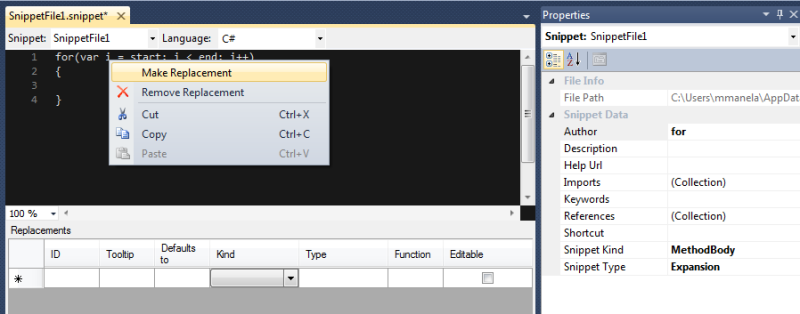 SnippetFile1.snippet*
Snippet: SnippetFile1 Language: C#
1 for(var i = start; i < end; i++)
2 {
3
4 }
Make Replacement
Remove Replacement
Cut Ctrl+X
Copy Ctrl+C
Paste Ctrl+V
100 %
Replacements
ID Tooltip Defaults to Kind Type Function Editable
Properties
Snippet: SnippetFile1
File Info
File Path C:\Users\mmanela\AppDat
Snippet Data
Author for
Description
Help Url
Imports (Collection)
Keywords
References (Collection)
Shortcut
Snippet Kind MethodBody
Snippet Type Expansion